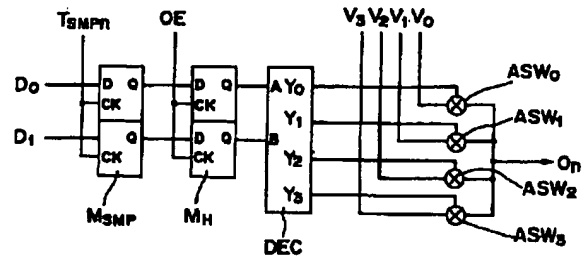 TSMPn OE V3 V2 V1 V0
D0 D Q D Q A Y0 ASW0
CK CK Y1 ASW1
D1 D Q D Q B On
CK CK Y2 ASW2
Y3
MSMP MH DEC ASW3